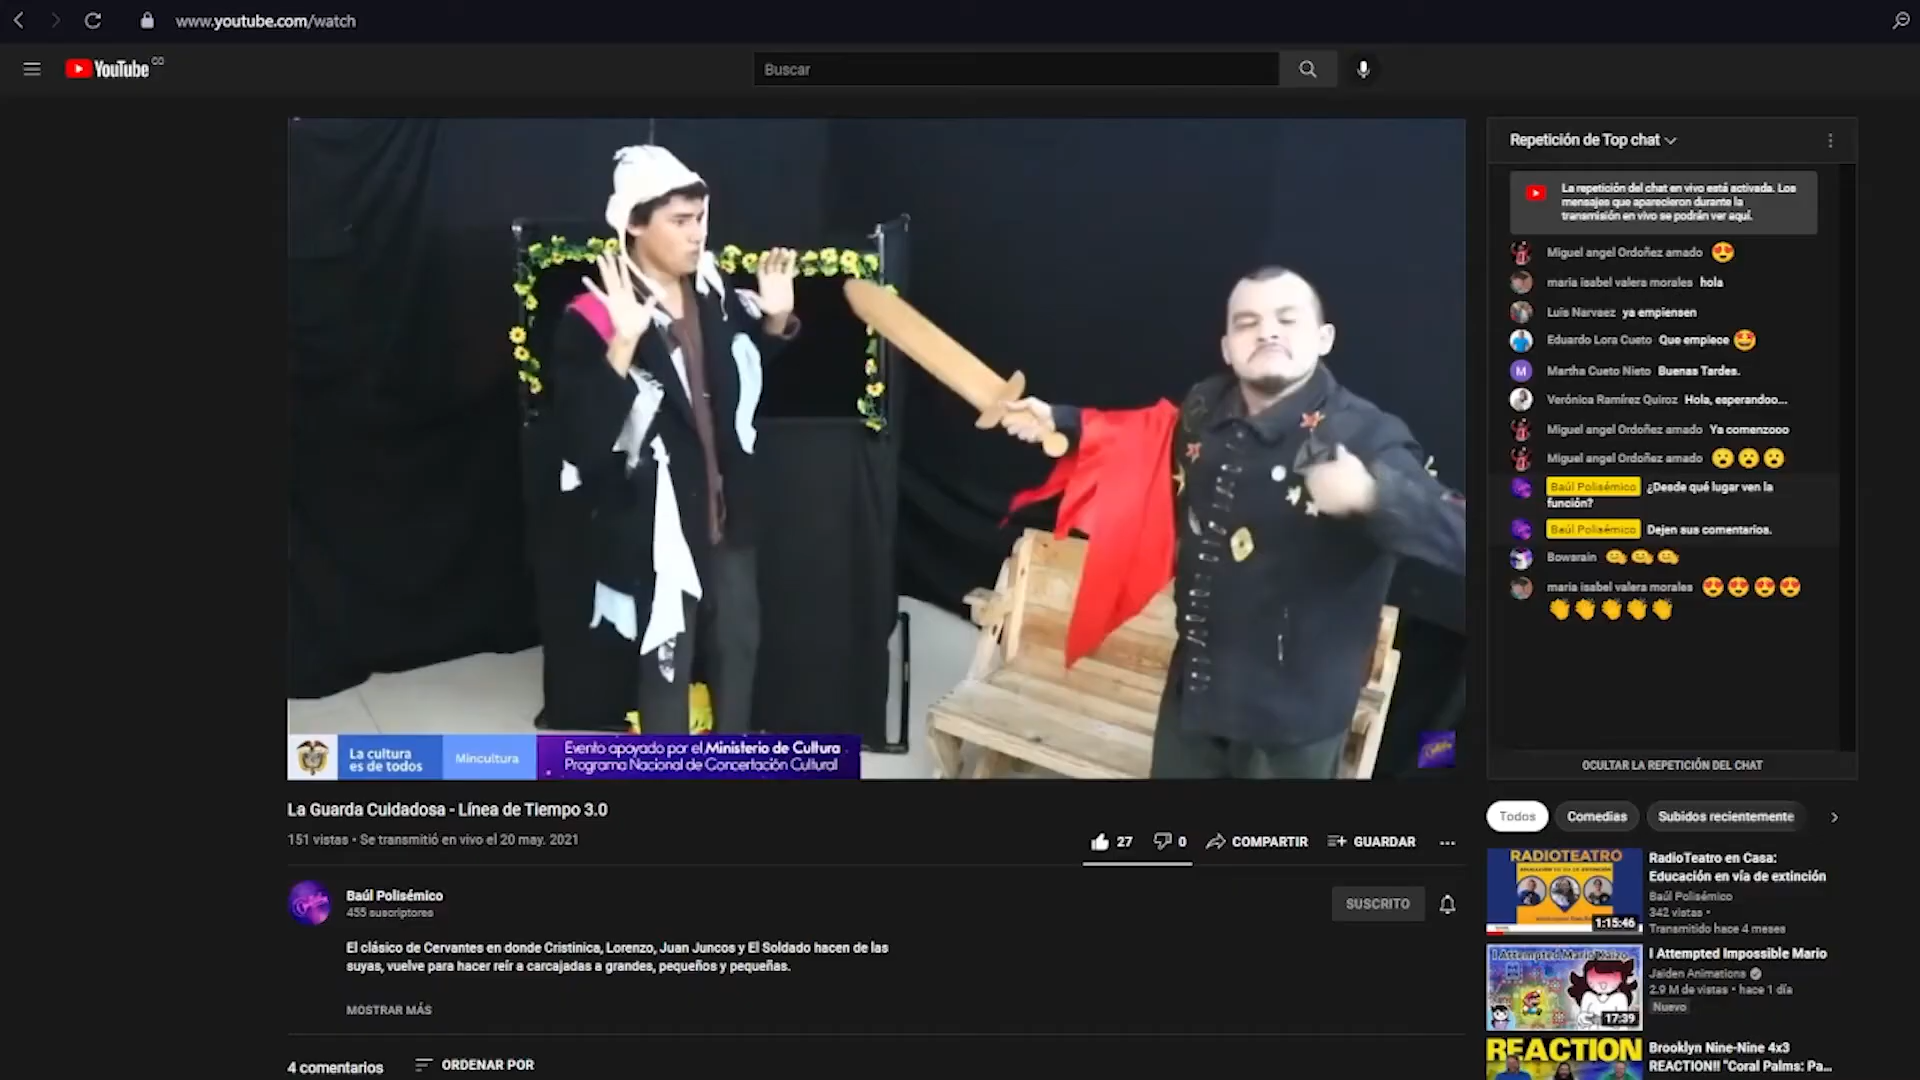 www.youtube.com/watch
YouTube CO
Buscar
La cultura
es de todos
Mincultura
Evento apoyado por el Ministerio de Cultura
Programa Nacional de Concertación Cultural
La Guarda Cuidadosa - Línea de Tiempo 3.0
151 vistas • Se transmitió en vivo el 20 may. 2021
27
0
COMPARTIR
GUARDAR
Baúl Polisémico
455 suscriptores
SUSCRITO
El clásico de Cervantes en donde Cristinica, Lorenzo, Juan Juncos y El Soldado hacen de las
suyas, vuelve para hacer reír a carcajadas a grandes, pequeños y pequeñas.
MOSTRAR MÁS
4 comentarios
ORDENAR POR
Repetición de Top chat
La repetición del chat en vivo está activada. Los
mensajes que aparecieron durante la
transmisión en vivo se podrán ver aquí.
Miguel angel Ordoñez amado 😍
maria isabel valera morales hola
Luis Narvaez ya empiensen
Eduardo Lora Cueto Que empiece 🤩
M Martha Cueto Nieto Buenas Tardes.
Verónica Ramírez Quiroz Hola, esperandoo...
Miguel angel Ordoñez amado Ya comenzooo
Miguel angel Ordoñez amado 😮😮😮
Baúl Polisémico ¿Desde qué lugar ven la
función?
Baúl Polisémico Dejen sus comentarios.
Bowsrain
maria isabel valera morales 😍😍😍😍
👏👏👏👏👏
OCULTAR LA REPETICIÓN DEL CHAT
Todos
Comedias
Subidos recientemente
RADIOTEATRO
1:15:46
RadioTeatro en Casa:
Educación en vía de extinción
Baúl Polisémico
342 vistas •
Transmitido hace 4 meses
I Attempted Mario Kaizo
17:39
I Attempted Impossible Mario
Jaiden Animations
2.9 M de vistas • hace 1 día
Nuevo
REACTION
Brooklyn Nine-Nine 4x3
REACTION!! "Coral Palms: Pa...